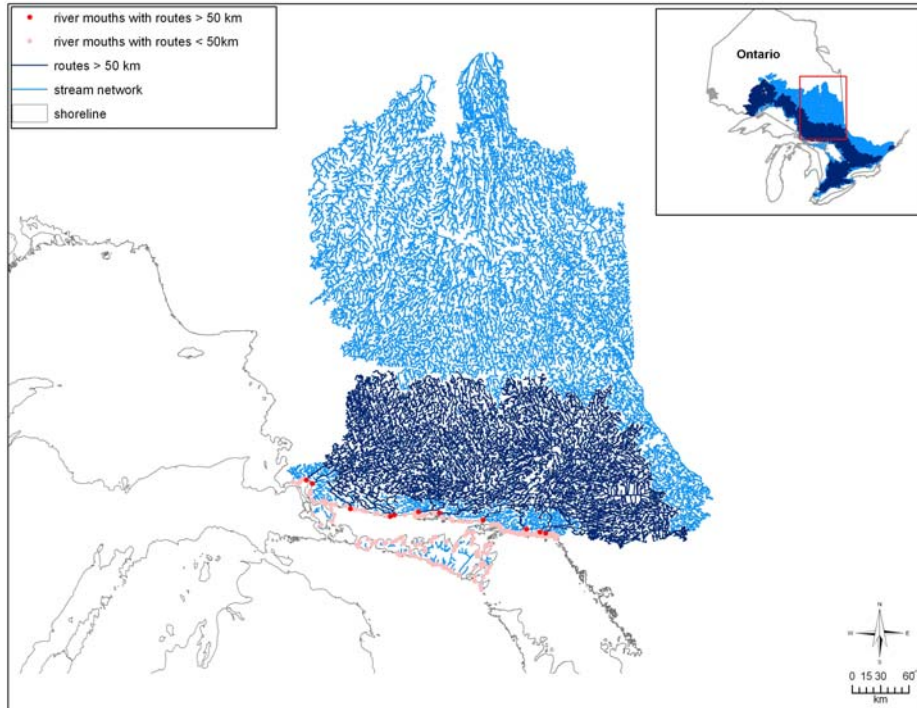 river mouths with routes > 50 km
river mouths with routes < 50km
routes > 50 km
stream network
shoreline
Ontario
N
W E
S
0 15 30 60
km